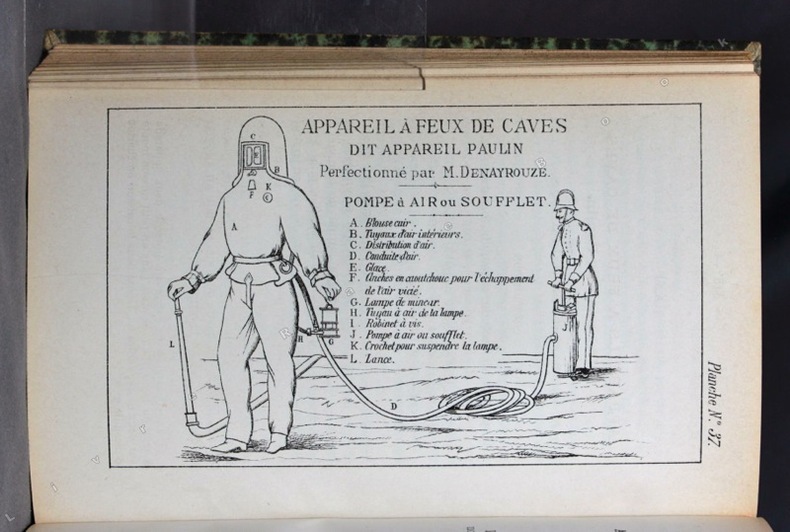 APPAREIL À FEUX DE CAVES
DIT APPAREIL PAULIN
Perfectionné par M. DENAYROUZE.
POMPE à AIR ou SOUFFLET.
A. Blouse cuir.
B. Tuyaux d'air intérieurs.
C. Distribution d'air.
D. Conduite d'air.
E. Glace.
F. Anches en caoutchouc pour l'échappement
de l'air vicié.
G. Lampe de mineur.
H. Tuyau à air de la lampe.
I. Robinet à vis.
J. Pompe à air ou soufflet.
K. Crochet pour suspendre la lampe.
L. Lance.
C
B
K
F
A
L
H
G
J
D
Planche N° 37.